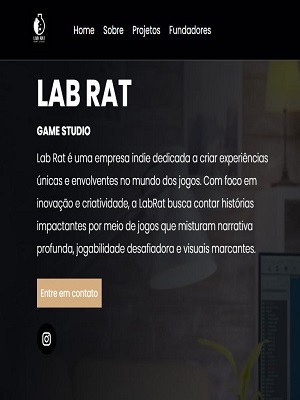 LAB RAT
Home Sobre Projetos Fundadores
LAB RAT
GAME STUDIO
Lab Rat é uma empresa indie dedicada a criar experiências
únicas e envolventes no mundo dos jogos. Com foco em
inovação e criatividade, a LabRat busca contar histórias
impactantes por meio de jogos que misturam narrativa
profunda, jogabilidade desafiadora e visuais marcantes.
Entre em contato